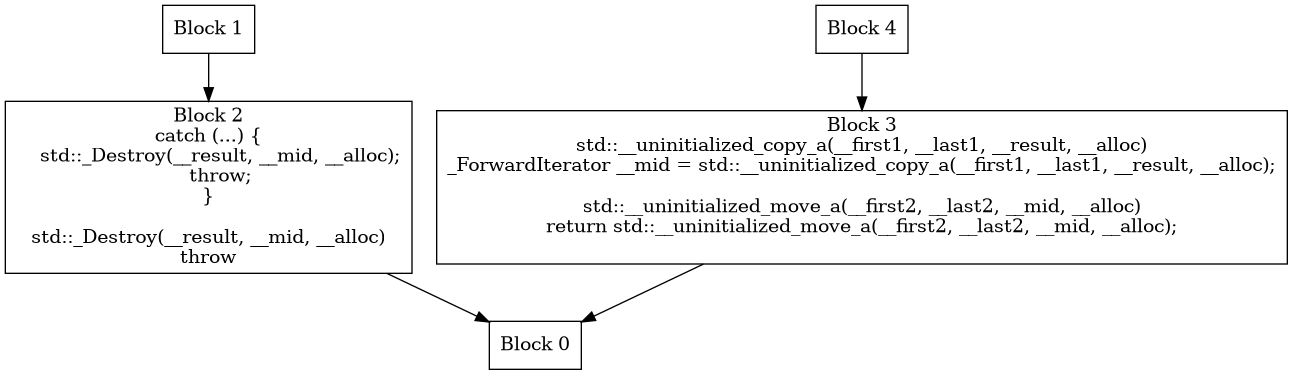 Block 1
Block 4
Block 2
catch (...) {
    std::_Destroy(__result, __mid, __alloc);
    throw;
}
std::_Destroy(__result, __mid, __alloc)
throw
Block 3
std::__uninitialized_copy_a(__first1, __last1, __result, __alloc)
_ForwardIterator __mid = std::__uninitialized_copy_a(__first1, __last1, __result, __alloc);
std::__uninitialized_move_a(__first2, __last2, __mid, __alloc)
return std::__uninitialized_move_a(__first2, __last2, __mid, __alloc);
Block 0